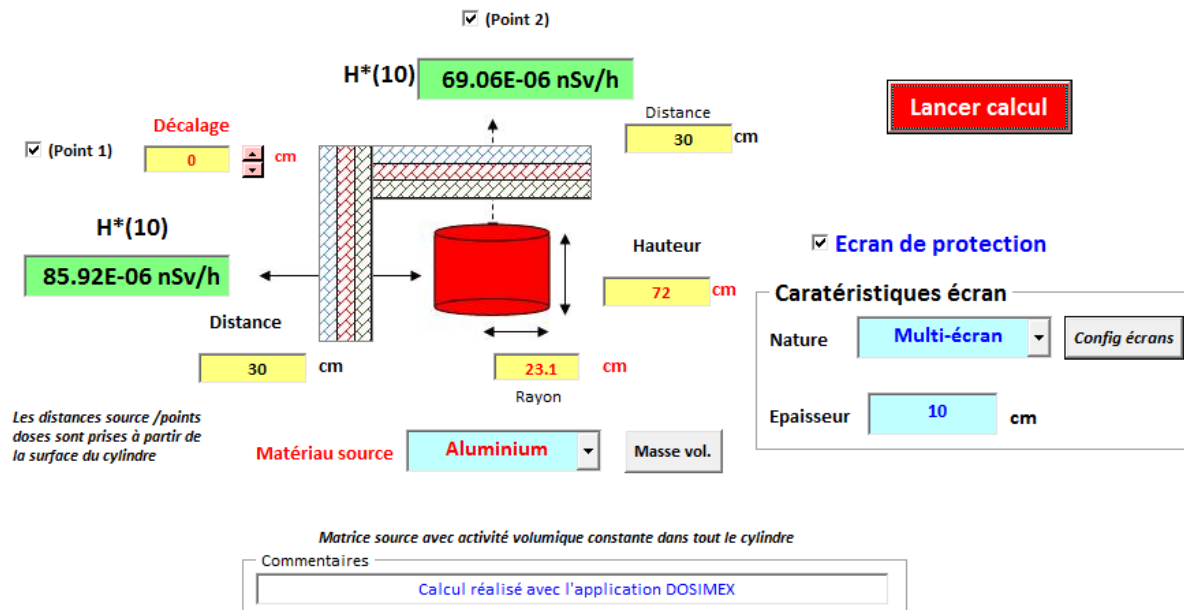 (Point 2)
H*(10)
69.06E-06 nSv/h
Lancer calcul
Distance
30
cm
Décalage
(Point 1)
0
cm
H*(10)
85.92E-06 nSv/h
Hauteur
72
cm
Ecran de protection
Caratéristiques écran
Nature
Multi-écran
Config écrans
Epaisseur
10
cm
Distance
30
cm
23.1
cm
Rayon
Les distances source /points
doses sont prises à partir de
la surface du cylindre
Matériau source
Aluminium
Masse vol.
Matrice source avec activité volumique constante dans tout le cylindre
Commentaires
Calcul réalisé avec l'application DOSIMEX